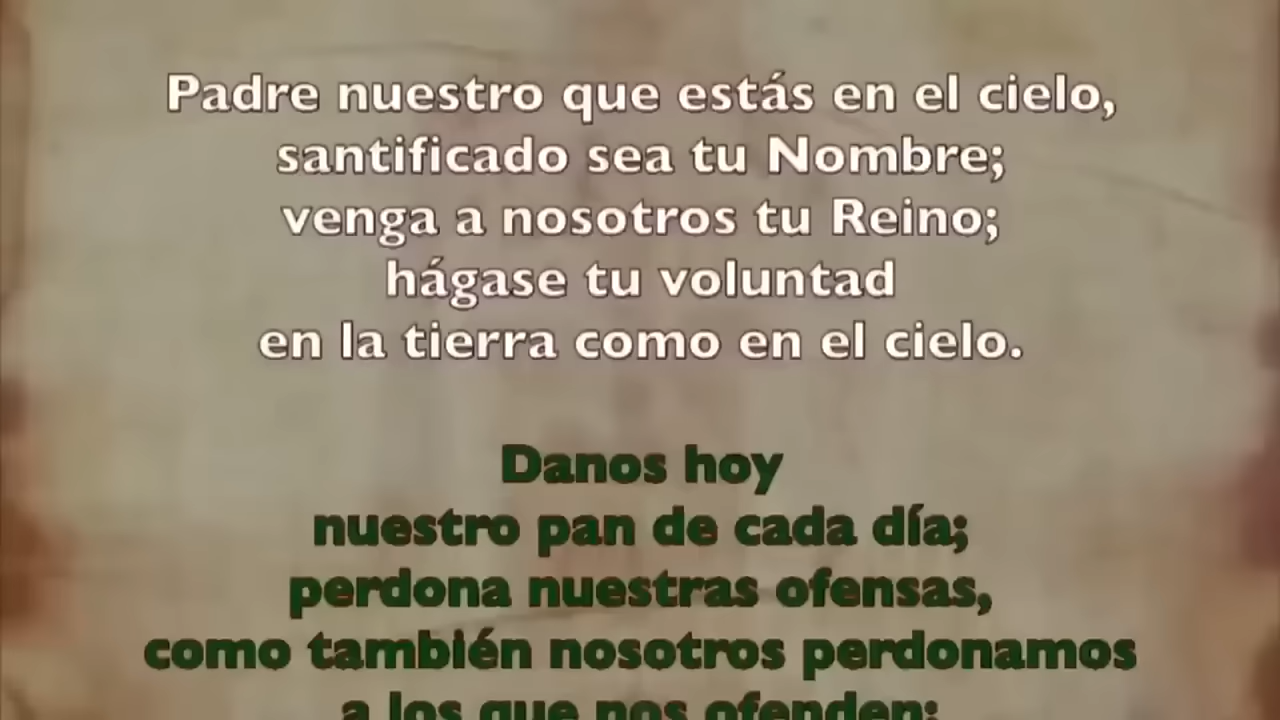 Padre nuestro que estás en el cielo,
santificado sea tu Nombre;
venga a nosotros tu Reino;
hágase tu voluntad
en la tierra como en el cielo.
Danos hoy
nuestro pan de cada día;
perdona nuestras ofensas,
como también nosotros perdonamos
a los que nos ofenden;